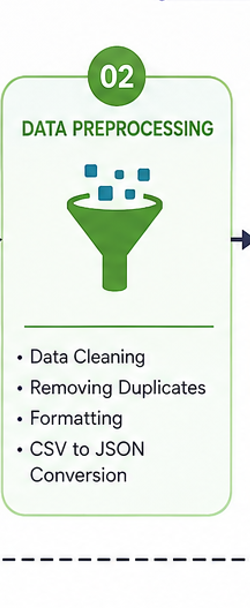 02
DATA PREPROCESSING
• Data Cleaning
• Removing Duplicates
• Formatting
• CSV to JSON
Conversion